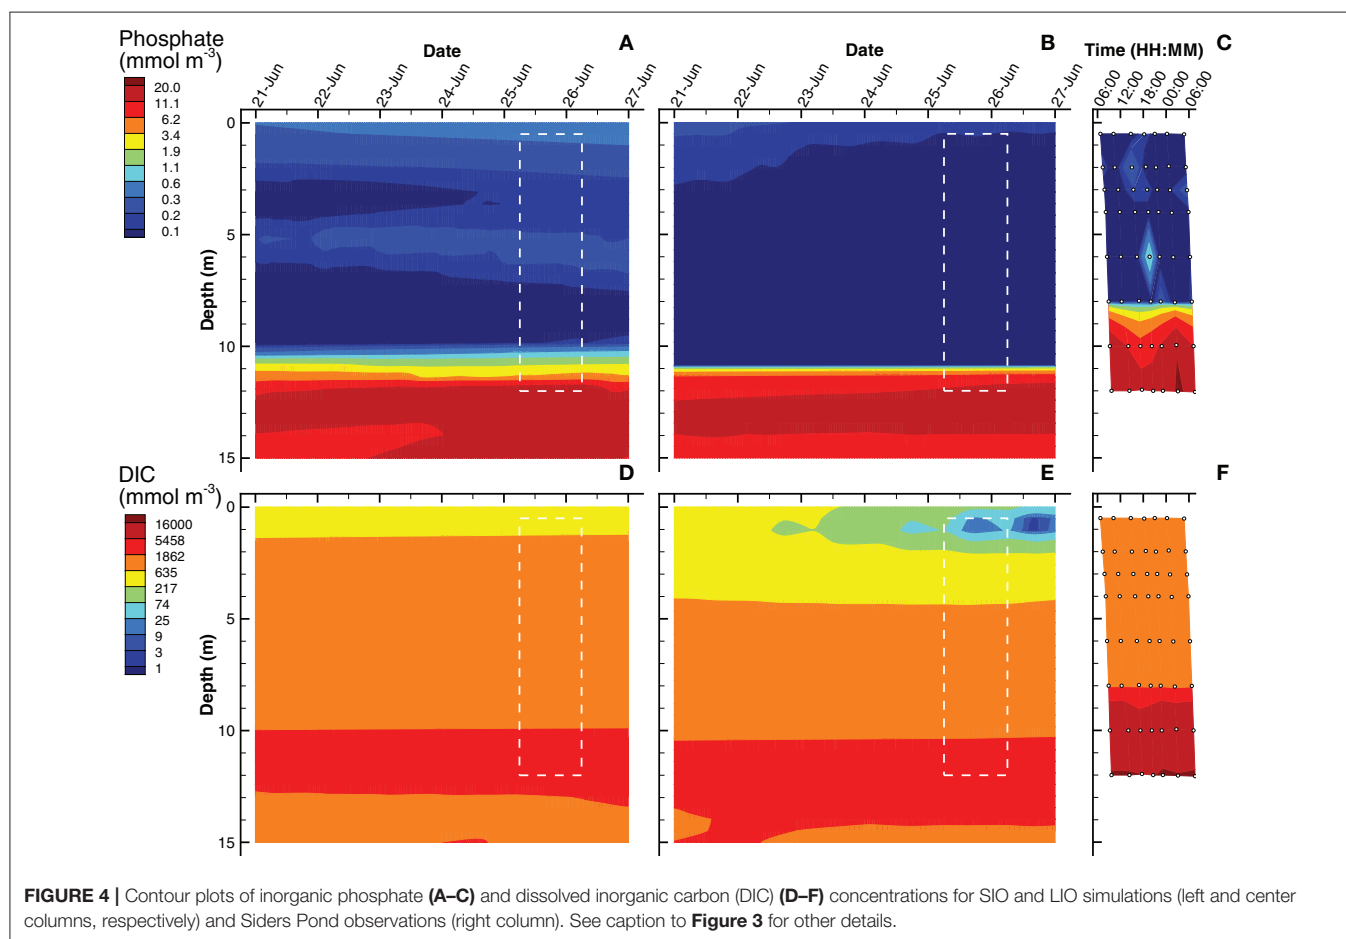 Phosphate
(mmol m-3)
20.0
11.1
6.2
3.4
1.9
1.1
0.6
0.3
0.2
0.1
Date
A
21-Jun
22-Jun
23-Jun
24-Jun
25-Jun
26-Jun
27-Jun
Depth (m)
0
5
10
15
Date
B
21-Jun
22-Jun
23-Jun
24-Jun
25-Jun
26-Jun
27-Jun
Time (HH:MM)
C
06:00
12:00
18:00
00:00
06:00
DIC
(mmol m-3)
16000
5458
1862
635
217
74
25
9
3
1
D
Depth (m)
0
5
10
15
E
F
FIGURE 4 | Contour plots of inorganic phosphate (A–C) and dissolved inorganic carbon (DIC) (D–F) concentrations for SIO and LIO simulations (left and center
columns, respectively) and Siders Pond observations (right column). See caption to Figure 3 for other details.